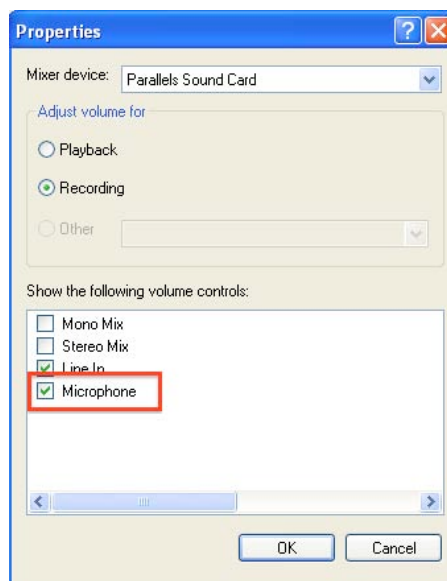 Properties
Mixer device: Parallels Sound Card
Adjust volume for
Playback
Recording
Other
Show the following volume controls:
Mono Mix
Stereo Mix
Line In
Microphone
OK Cancel